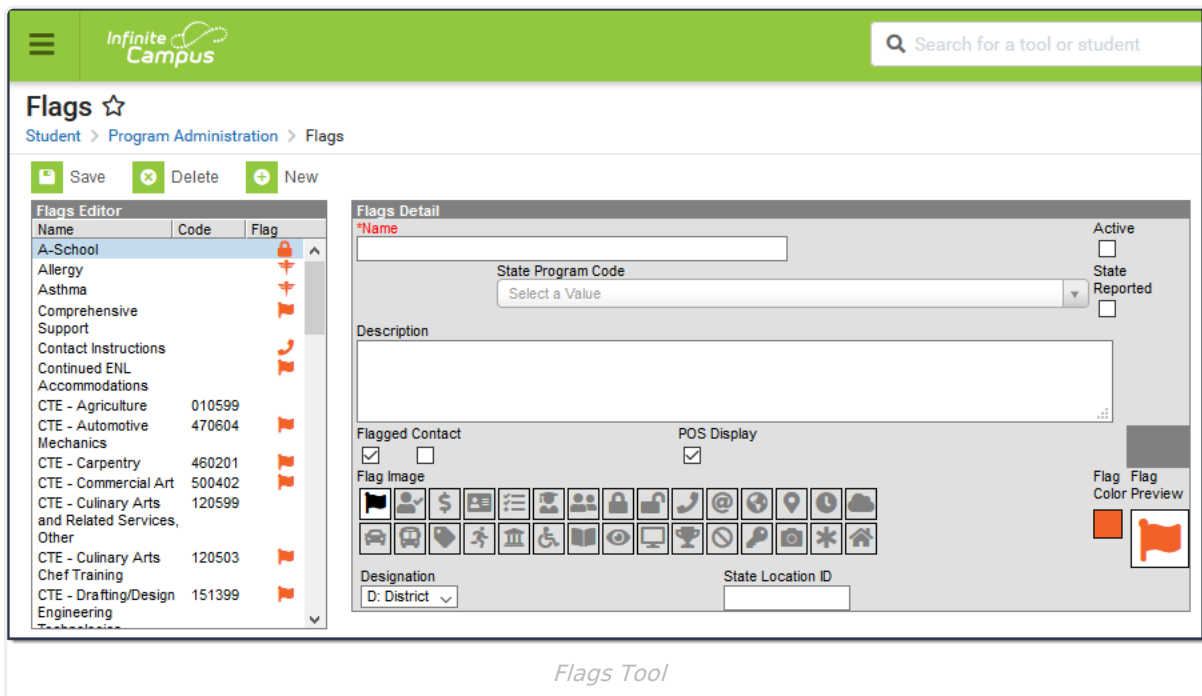 Infinite
Campus
Search for a tool or student
Flags
Student > Program Administration > Flags
Save Delete New
Flags Editor
Name Code Flag
A-School
Allergy
Asthma
Comprehensive
Support
Contact Instructions
Continued ENL
Accommodations
CTE - Agriculture 010599
CTE - Automotive 470604
Mechanics
CTE - Carpentry 460201
CTE - Commercial Art 500402
CTE - Culinary Arts 120599
and Related Services,
Other
CTE - Culinary Arts 120503
Chef Training
CTE - Drafting/Design 151399
Engineering
Flags Detail
*Name
Active
State Program Code
Select a Value
State
Reported
Description
Flagged Contact
POS Display
Flag Image
Flag Flag
Color Preview
Designation
D: District
State Location ID
Flags Tool